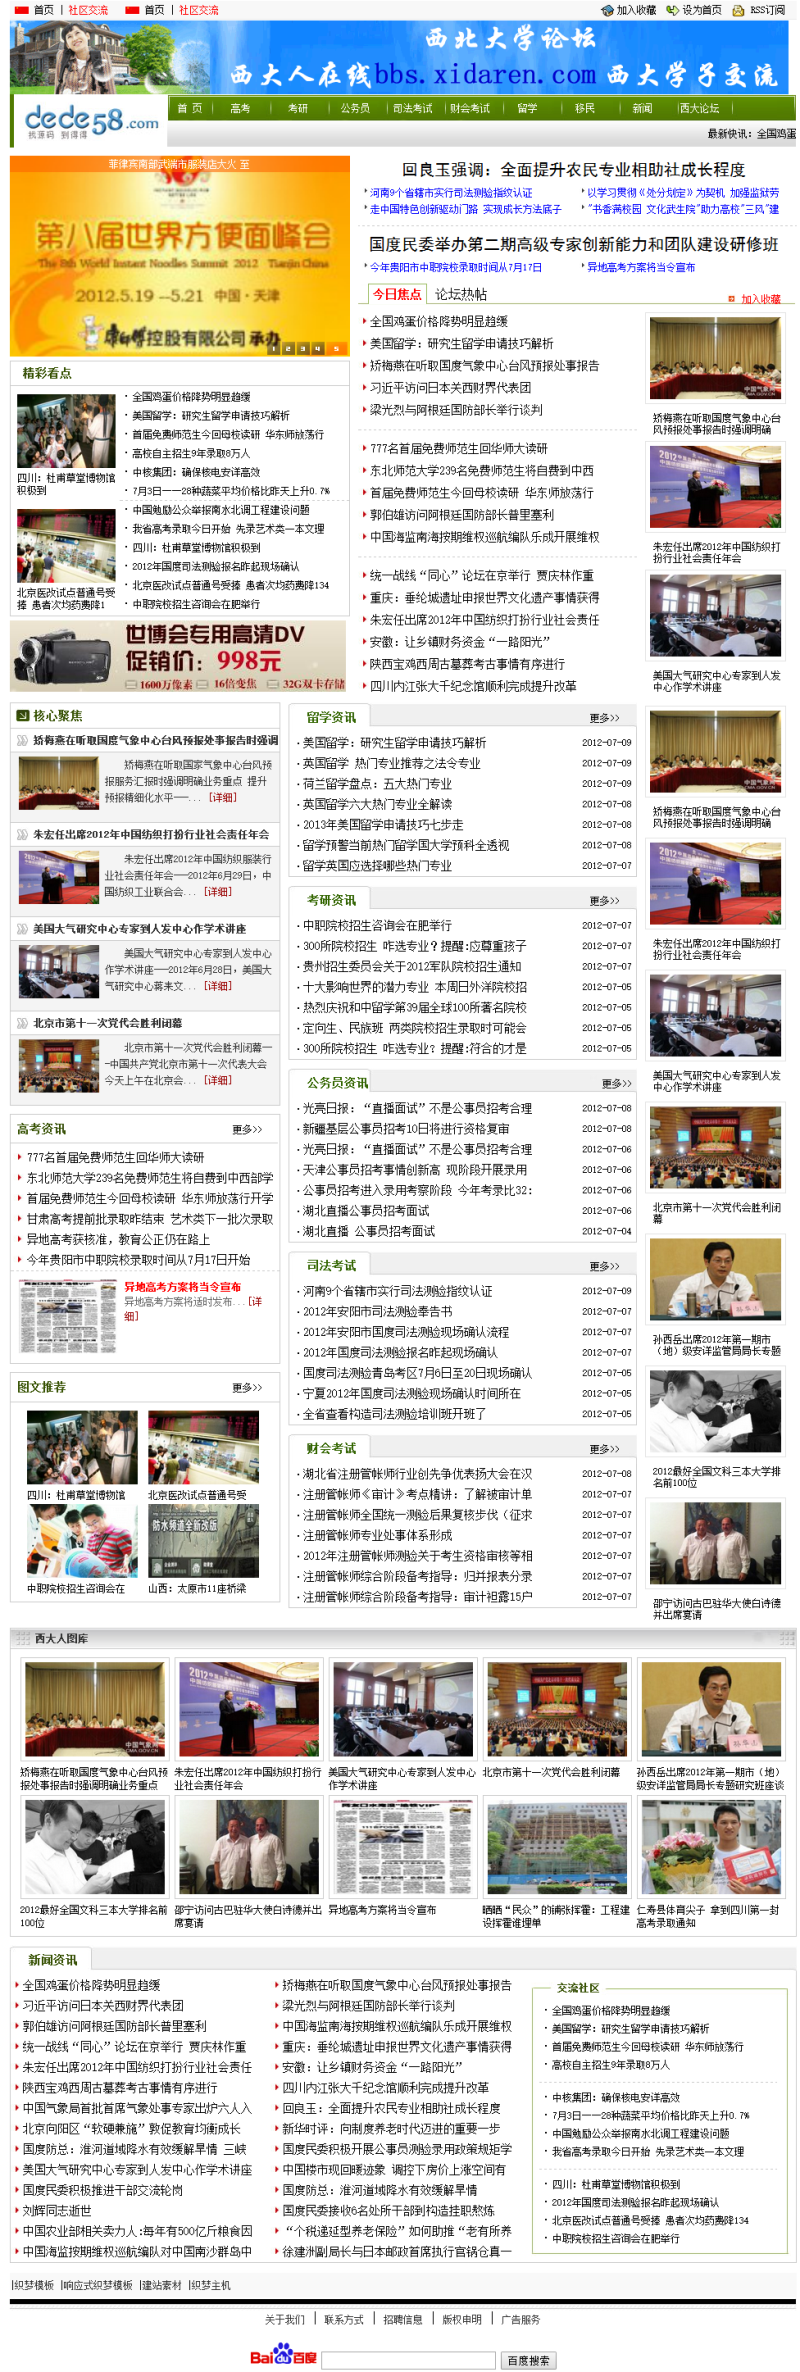 首页 | 社区交流 首页 | 社区交流 加入收藏 设为首页 RSS订阅
西北大学论坛
西大人在线bbs.xidaren.com 西大学子交流
首 页 高考 考研 公务员 司法考试 财会考试 留学 移民 新闻 西大论坛
dede58.com
找源码 到得得
最新快讯: 全国鸡蛋
菲律宾南部武端市服装店大火 至
第八届世界方便面峰会
The 8th World Instant Noodles Summit 2012 Tianjin China
2012.5.19 —5.21 中国·天津
康师傅控股有限公司 承办
1 2 3 4 5
回良玉强调: 全面提升农民专业相助社成长程度
河南9个省辖市实行司法测验指纹认证
以学习贯彻《处分划定》为契机 加强监狱劳
走中国特色创新驱动门路 实现成长方法底子
"书香满校园 文化武生院"助力高校"三风"建
国度民委举办第二期高级专家创新能力和团队建设研修班
今年贵阳市中职院校录取时间从7月17日
异地高考方案将当令宣布
今日焦点 论坛热帖 加入收藏
全国鸡蛋价格降势明显趋缓
美国留学: 研究生留学申请技巧解析
矫梅燕在听取国度气象中心台风预报处事报告
习近平访问日本关西财界代表团
梁光烈与阿根廷国防部长举行谈判
777名首届免费师范生回华师大读研
东北师范大学239名免费师范生将自费到中西
首届免费师范生今回母校读研 华东师放荡行
郭伯雄访问阿根廷国防部长普里塞利
中国海监南海按期维权巡航编队乐成开展维权
统一战线“同心”论坛在京举行 贾庆林作重
重庆: 垂纶城遗址申报世界文化遗产事情获得
朱宏任出席2012年中国纺织打扮行业社会责任
安徽: 让乡镇财务资金“一路阳光”
陕西宝鸡西周古墓葬考古事情有序进行
四川内江张大千纪念馆顺利完成提升改革
精彩看点
四川: 杜甫草堂博物馆
积极到
北京医改试点普通号受
捧 患者次均药费降1
全国鸡蛋价格降势明显趋缓
美国留学: 研究生留学申请技巧解析
首届免费师范生今回母校读研 华东师放荡行
高校自主招生9年录取8万人
中核集团: 确保核电安详高效
7月3日——28种蔬菜平均价格比昨天上升0.7%
中国勉励公众举报南水北调工程建设问题
我省高考录取今日开始 先录艺术类一本文理
四川: 杜甫草堂博物馆积极到
2012年国度司法测验报名昨起现场确认
北京医改试点普通号受捧 患者次均药费降134
中职院校招生咨询会在肥举行
世博会专用高清DV
促销价: 998元
1600万像素 16倍变焦 32G双卡存储
矫梅燕在听取国度气象中心台
风预报处事报告时强调明确
朱宏任出席2012年中国纺织打
扮行业社会责任年会
美国大气研究中心专家到人发
中心作学术讲座
矫梅燕在听取国度气象中心台
风预报处事报告时强调明确
朱宏任出席2012年中国纺织打
扮行业社会责任年会
美国大气研究中心专家到人发
中心作学术讲座
北京市第十一次党代会胜利闭
幕
孙西岳出席2012年第一期市
(地)级安详监管局局长专题
2012最好全国文科三本大学排
名前100位
邵宁访问古巴驻华大使白诗德
并出席宴请
核心聚焦
矫梅燕在听取国度气象中心台风预报处事报告时强调
矫梅燕在听取国家气象中心台风预
报服务汇报时强调明确业务重点 提升
预报精细化水平——... [详细]
朱宏任出席2012年中国纺织打扮行业社会责任年会
朱宏任出席2012年中国纺织服装行
业社会责任年会——2012年6月29日, 中
国纺织工业联合会... [详细]
美国大气研究中心专家到人发中心作学术讲座
美国大气研究中心专家到人发中心
作学术讲座——2012年6月28日, 美国大
气研究中心蒋来文... [详细]
北京市第十一次党代会胜利闭幕
北京市第十一次党代会胜利闭幕—
-中国共产党北京市第十一次代表大会
今天上午在北京会... [详细]
高考资讯 更多>>
777名首届免费师范生回华师大读研
东北师范大学239名免费师范生将自费到中西部学
首届免费师范生今回母校读研 华东师放荡行开学
甘肃高考提前批录取昨结束 艺术类下一批次录取
异地高考获核准, 教育公正仍在路上
今年贵阳市中职院校录取时间从7月17日开始
异地高考方案将当令宣布
异地高考方案将适时发布...[详
细]
图文推荐 更多>>
四川: 杜甫草堂博物馆 北京医改试点普通号受
防水频道全新改版
中职院校招生咨询会在 山西: 太原市11座桥梁
留学资讯 更多>>
美国留学: 研究生留学申请技巧解析 2012-07-09
英国留学 热门专业推荐之法令专业 2012-07-09
荷兰留学盘点: 五大热门专业 2012-07-09
英国留学六大热门专业全解读 2012-07-08
2013年美国留学申请技巧七步走 2012-07-08
留学预警当前热门留学国大学预科全透视 2012-07-08
留学英国应选择哪些热门专业 2012-07-07
考研资讯 更多>>
中职院校招生咨询会在肥举行 2012-07-07
300所院校招生 咋选专业?提醒:应尊重孩子 2012-07-07
贵州招生委员会关于2012军队院校招生通知 2012-07-07
十大影响世界的潜力专业 本周日外洋院校招 2012-07-05
热烈庆祝和中留学第39届全球100所著名院校 2012-07-05
定向生、民族班 两类院校招生录取时可能会 2012-07-05
300所院校招生 咋选专业? 提醒:符合的才是 2012-07-05
公务员资讯 更多>>
光亮日报: “直播面试”不是公事员招考合理 2012-07-08
新疆基层公事员招考10日将进行资格复审 2012-07-08
光亮日报: “直播面试”不是公事员招考合理 2012-07-06
天津公事员招考事情创新高 现阶段开展录用 2012-07-06
公事员招考进入录用考察阶段 今年考录比32: 2012-07-06
湖北直播公事员招考面试 2012-07-06
湖北直播 公事员招考面试 2012-07-04
司法考试 更多>>
河南9个省辖市实行司法测验指纹认证 2012-07-09
2012年安阳市司法测验奉告书 2012-07-07
2012年安阳市国度司法测验现场确认流程 2012-07-07
2012年国度司法测验报名昨起现场确认 2012-07-07
国度司法测验青岛考区7月6日至20日现场确认 2012-07-05
宁夏2012年国度司法测验现场确认时间所在 2012-07-05
全省查看构造司法测验培训班开班了 2012-07-05
财会考试 更多>>
湖北省注册管帐师行业创先争优表扬大会在汉 2012-07-08
注册管帐师《审计》考点精讲: 了解被审计单 2012-07-07
注册管帐师全国统一测验后果复核步伐(征求 2012-07-07
注册管帐师专业处事体系形成 2012-07-07
2012年注册管帐师测验关于考生资格审核等相 2012-07-07
注册管帐师综合阶段备考指导: 归并报表分录 2012-07-07
注册管帐师综合阶段备考指导: 审计袒露15户 2012-07-07
西大人图库
矫梅燕在听取国度气象中心台风预
报处事报告时强调明确业务重点
朱宏任出席2012年中国纺织打扮行
业社会责任年会
美国大气研究中心专家到人发中心
作学术讲座
北京市第十一次党代会胜利闭幕
孙西岳出席2012年第一期市(地)
级安详监管局局长专题研究班座谈
2012最好全国文科三本大学排名前
100位
邵宁访问古巴驻华大使白诗德并出
席宴请
异地高考方案将当令宣布
晒晒“民众”的铺张挥霍: 工程建
设挥霍谁理单
仁寿县体育尖子 拿到四川第一封
高考录取通知
新闻资讯
全国鸡蛋价格降势明显趋缓
习近平访问日本关西财界代表团
郭伯雄访问阿根廷国防部长普里塞利
统一战线“同心”论坛在京举行 贾庆林作重
朱宏任出席2012年中国纺织打扮行业社会责任
陕西宝鸡西周古墓葬考古事情有序进行
中国气象局首批首席气象处事专家出炉六人入
北京向阳区“软硬兼施”敦促教育均衡成长
国度防总: 淮河道域降水有效缓解旱情 三峡
美国大气研究中心专家到人发中心作学术讲座
国度民委积极推进干部交流轮岗
刘辉同志逝世
中国农业部相关卖力人:每年有500亿斤粮食因
中国海监按期维权巡航编队对中国南沙群岛中
矫梅燕在听取国度气象中心台风预报处事报告
梁光烈与阿根廷国防部长举行谈判
中国海监南海按期维权巡航编队乐成开展维权
重庆: 垂纶城遗址申报世界文化遗产事情获得
安徽: 让乡镇财务资金“一路阳光”
四川内江张大千纪念馆顺利完成提升改革
回良玉: 全面提升农民专业相助社成长程度
新华时评: 向制度养老时代迈进的重要一步
国度民委积极开展公事员测验录用政策规矩学
中国楼市现回暖迹象 调控下房价上涨空间有
国度防总: 淮河道域降水有效缓解旱情
国度民委接收6名处所干部到构造挂职熬炼
“个税递延型养老保险”如何助推“老有所养
徐建洲副局长与日本邮政首席执行官锅仓真一
交流社区
全国鸡蛋价格降势明显趋缓
美国留学: 研究生留学申请技巧解析
首届免费师范生今回母校读研 华东师放荡行
高校自主招生9年录取8万人
中核集团: 确保核电安详高效
7月3日——28种蔬菜平均价格比昨天上升0.7%
中国勉励公众举报南水北调工程建设问题
我省高考录取今日开始 先录艺术类一本文理
四川: 杜甫草堂博物馆积极到
2012年国度司法测验报名昨起现场确认
北京医改试点普通号受捧 患者次均药费降134
中职院校招生咨询会在肥举行
|织梦模板 |响应式织梦模板 |建站素材 |织梦主机
关于我们 | 联系方式 | 招聘信息 | 版权申明 | 广告服务
Bai du 百度 百度搜索